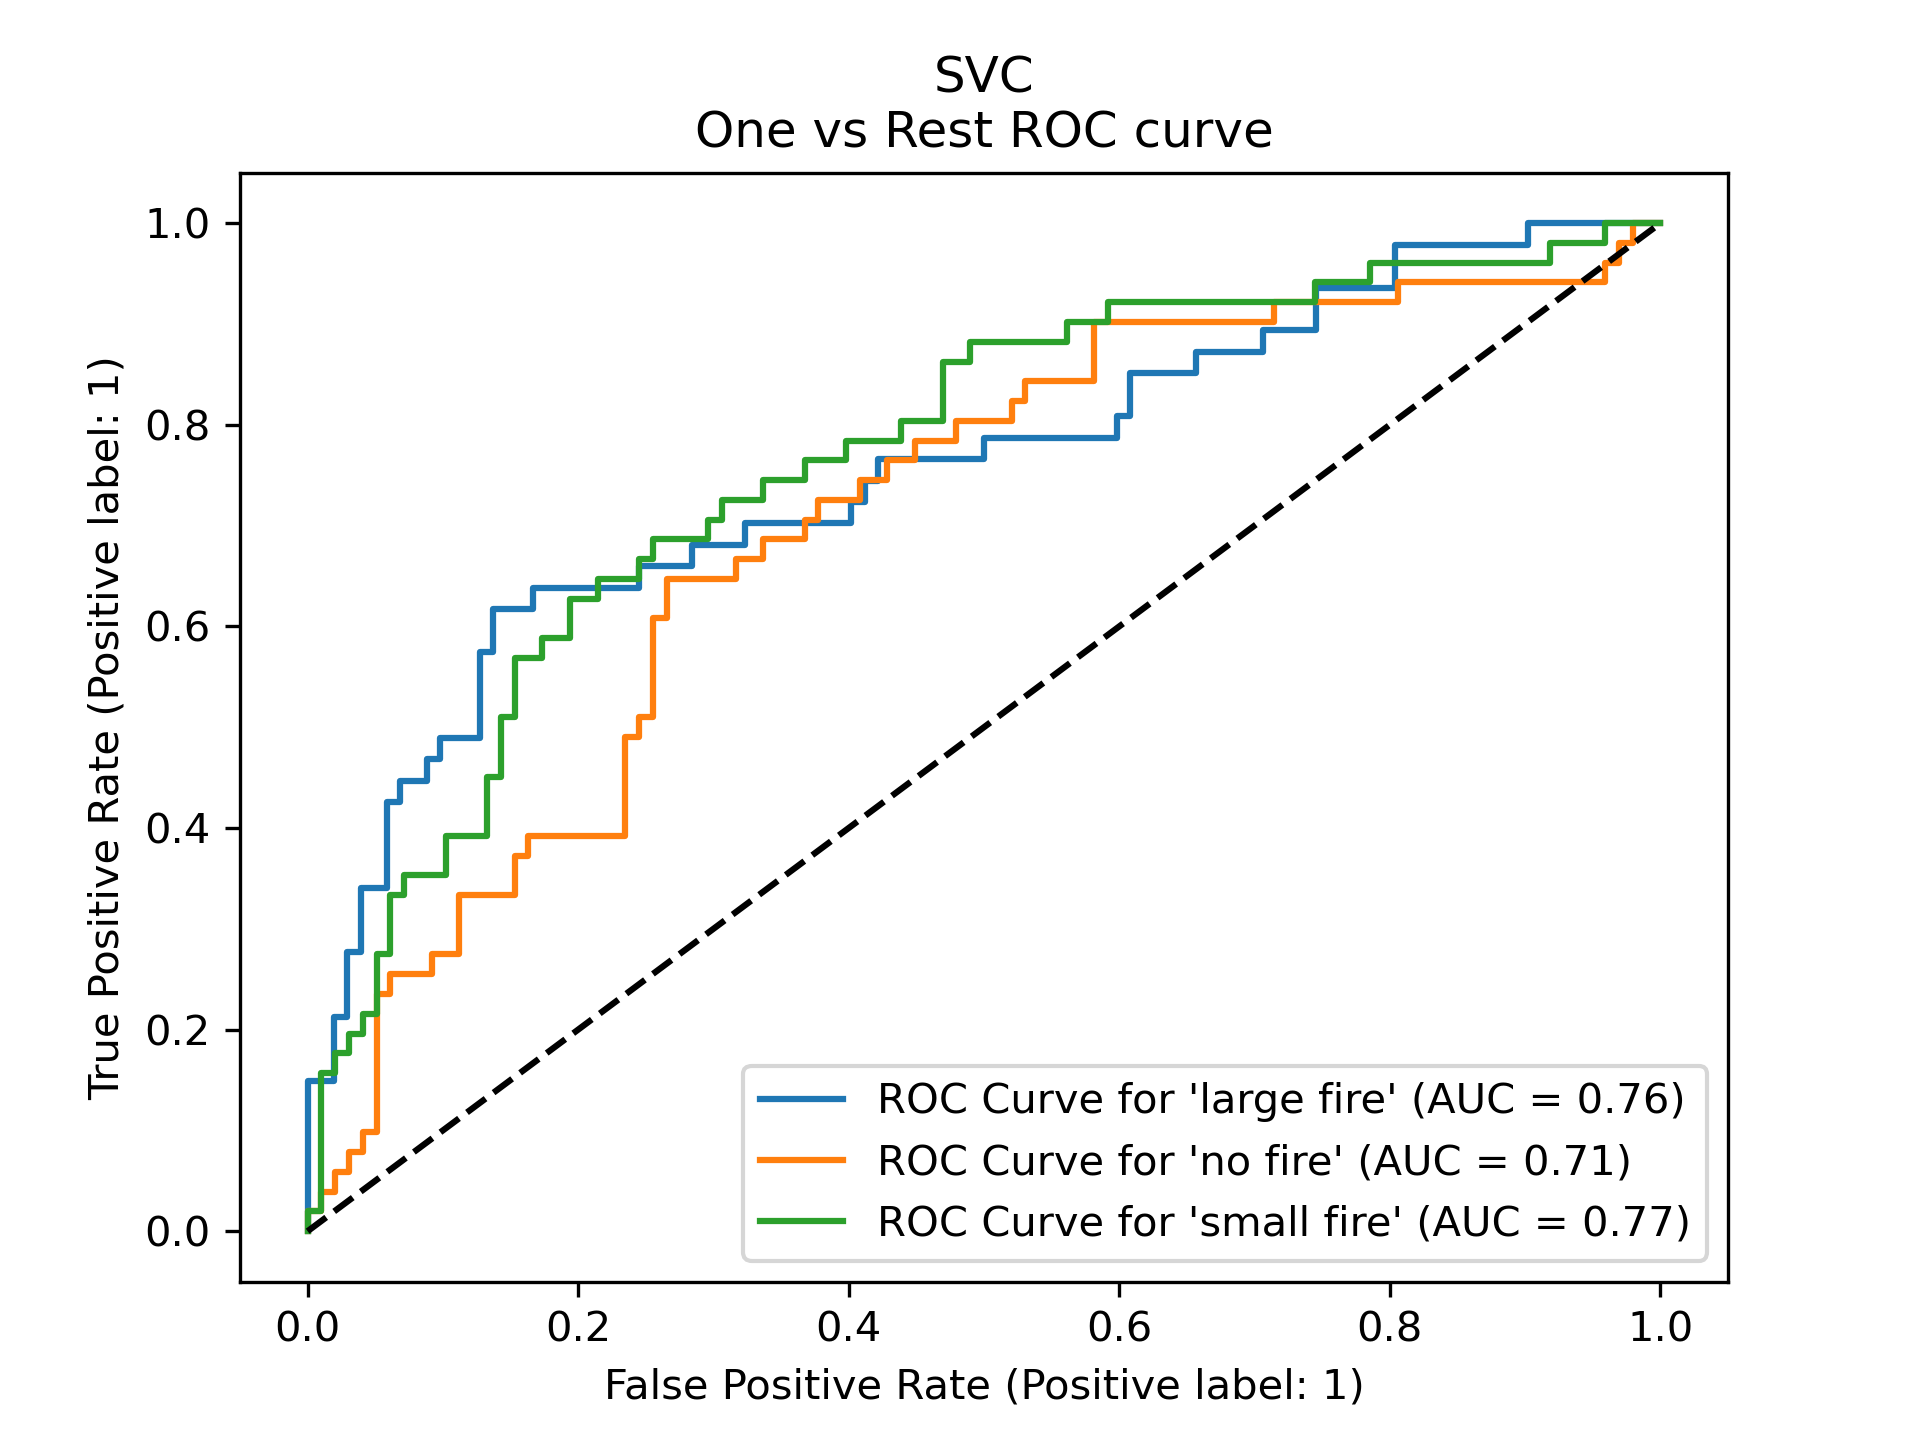 SVC
One vs Rest ROC curve
True Positive Rate (Positive label: 1)
1.0
0.8
0.6
0.4
0.2
0.0
ROC Curve for 'large fire' (AUC = 0.76)
ROC Curve for 'no fire' (AUC = 0.71)
ROC Curve for 'small fire' (AUC = 0.77)
0.0 0.2 0.4 0.6 0.8 1.0
False Positive Rate (Positive label: 1)